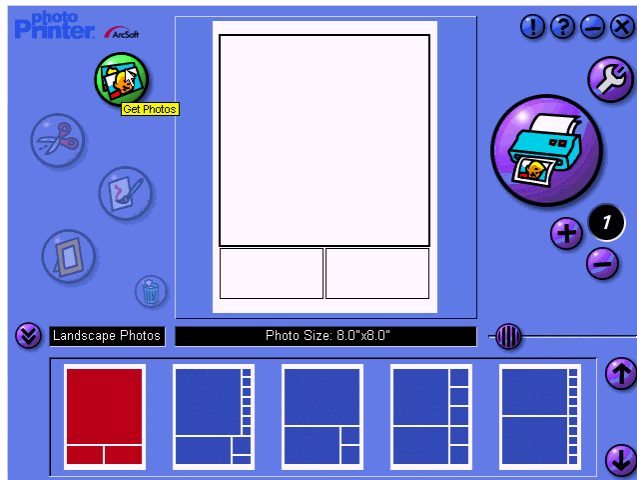 photo
Printer
ArcSoft
! ? – X
Get Photos
1
+
–
Landscape Photos
Photo Size: 8.0"x8.0"